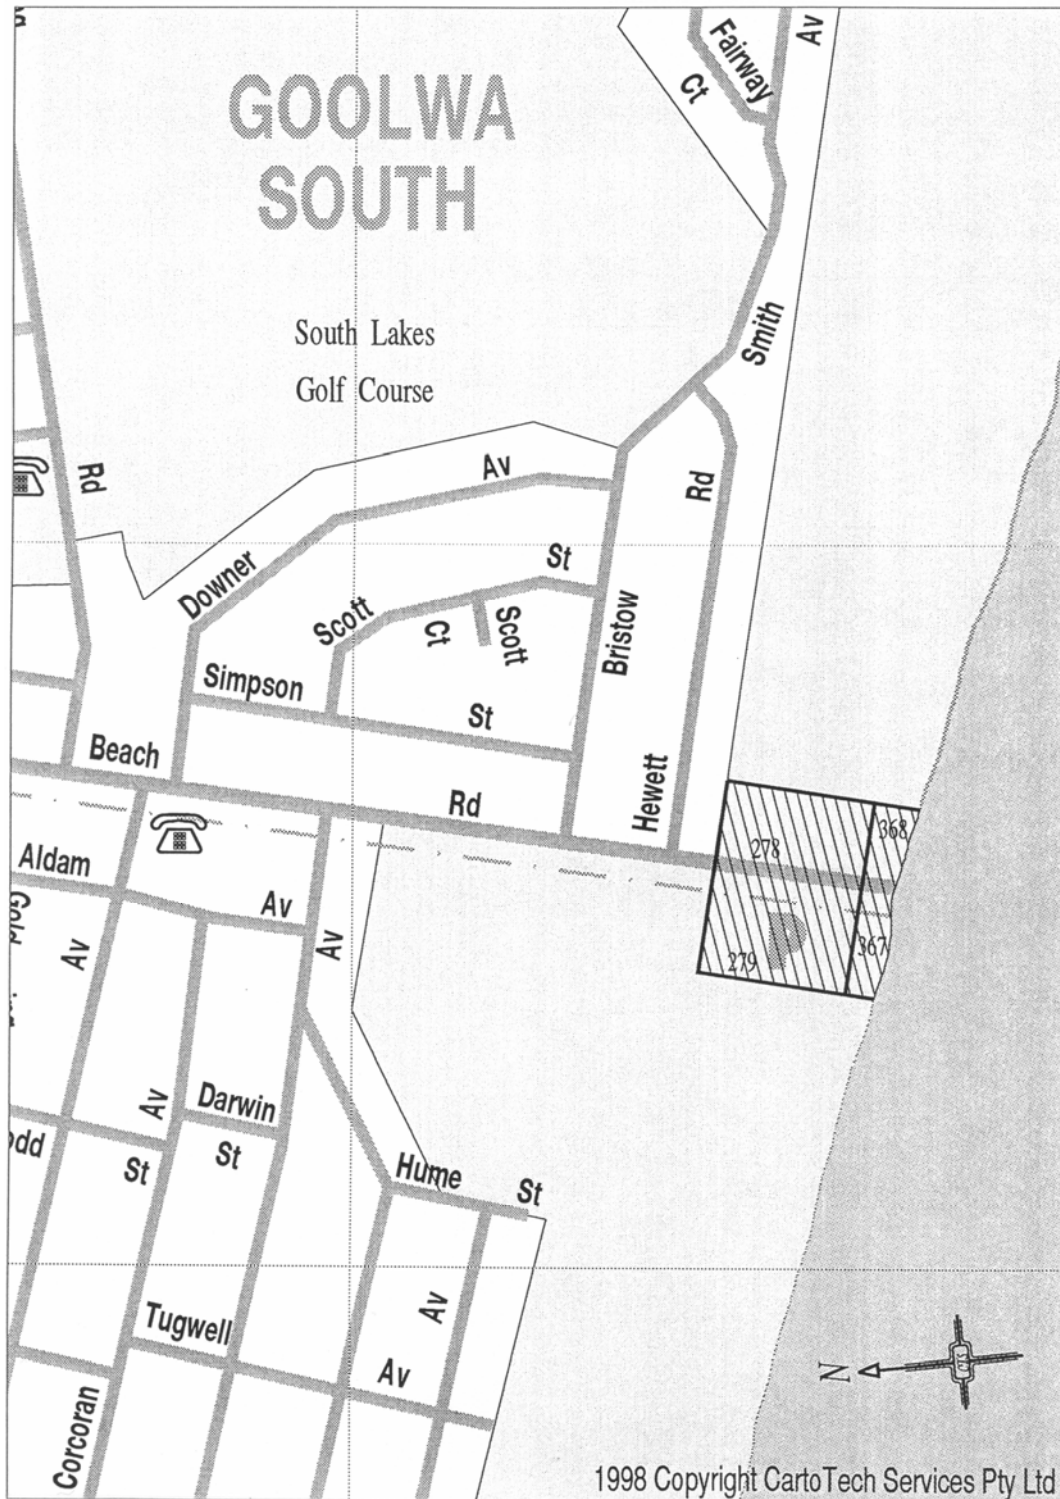 Fairway
Ct
Av
GOOLWA
SOUTH
South Lakes
Golf Course
Smith
Rd
Av
Rd
Downer
St
Scott
Ct
Scott
Bristow
Simpson
St
Beach
Rd
Hewett
278
368
Aldam
Av
Av
Av
279
P
367
Av
Darwin
St
St
Hume
St
Tugwell
Av
Av
Corcoran
N
1998 Copyright CartoTech Services Pty Ltd